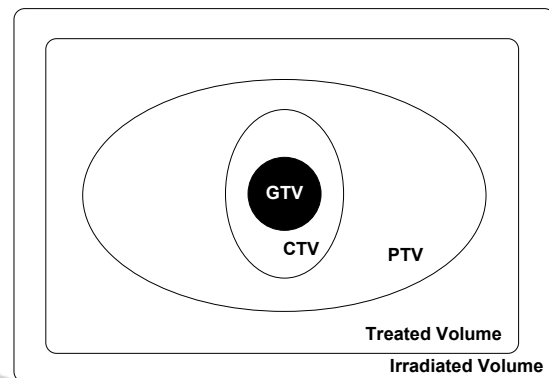 GTV
CTV
PTV
Treated Volume
Irradiated Volume